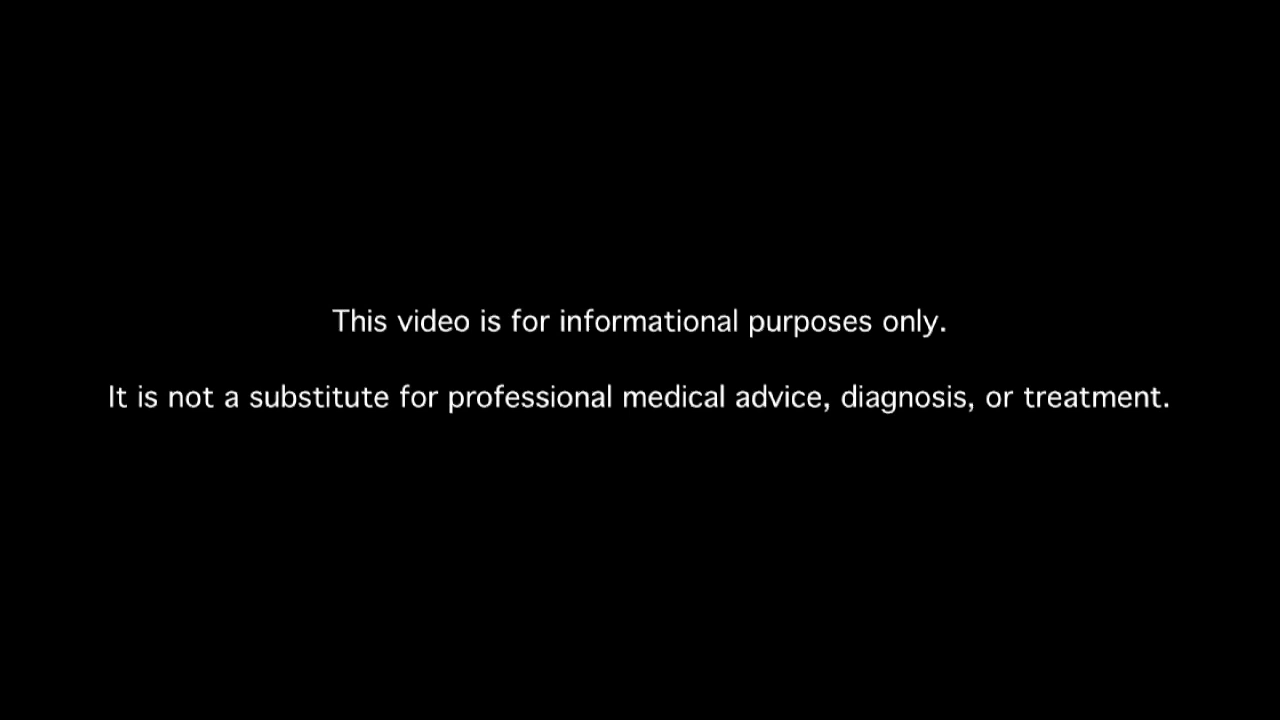 This video is for informational purposes only.
It is not a substitute for professional medical advice, diagnosis, or treatment.